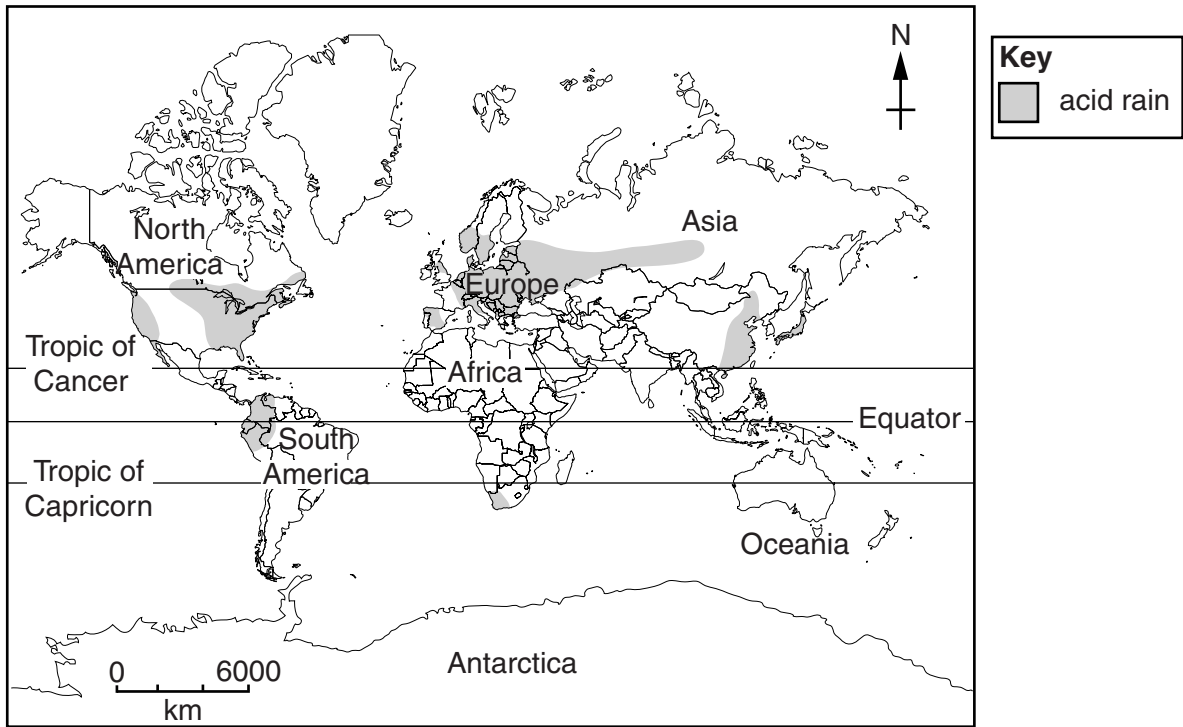 N
Key
acid rain
North
America
Asia
Europe
Tropic of
Cancer
Africa
Equator
South
America
Tropic of
Capricorn
Oceania
Antarctica
0 6000
km